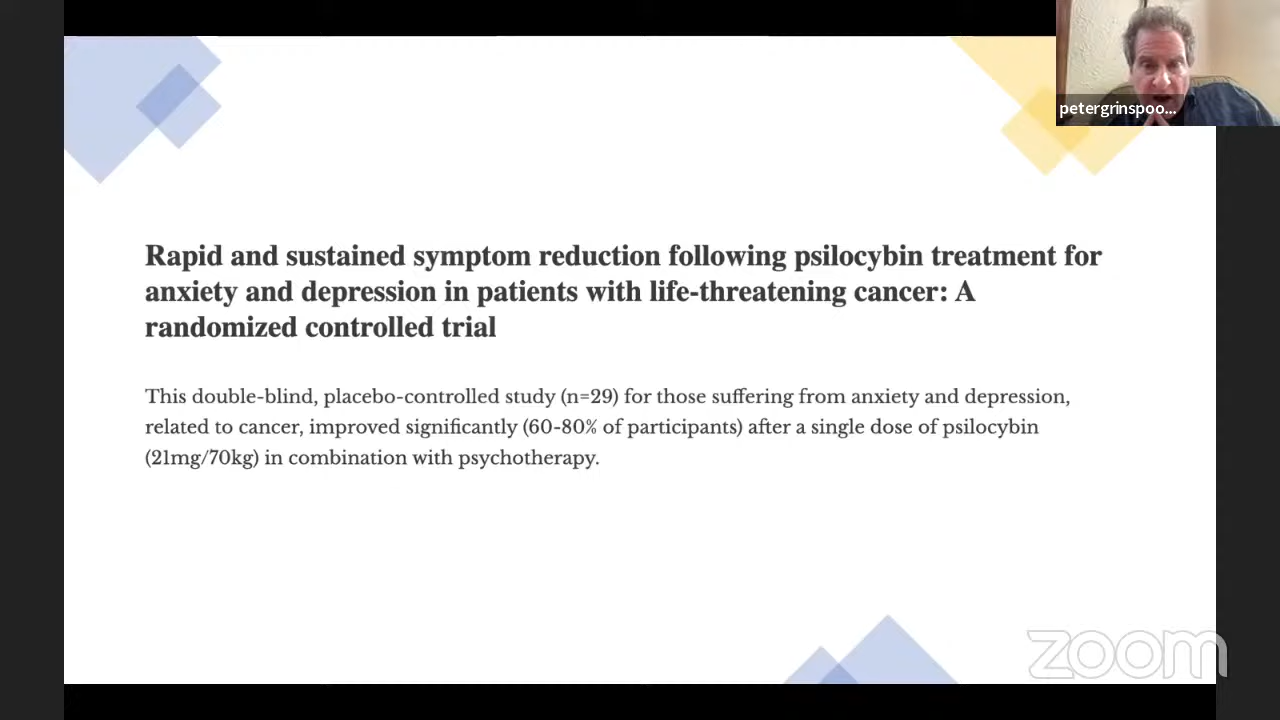 petergrinspoo...
Rapid and sustained symptom reduction following psilocybin treatment for
anxiety and depression in patients with life-threatening cancer: A
randomized controlled trial
This double-blind, placebo-controlled study (n=29) for those suffering from anxiety and depression,
related to cancer, improved significantly (60-80% of participants) after a single dose of psilocybin
(21mg/70kg) in combination with psychotherapy.
zoom